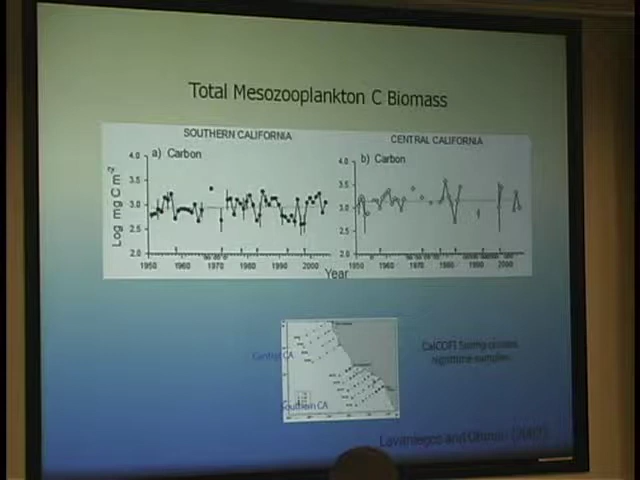 Total Mesozooplankton C Biomass
SOUTHERN CALIFORNIA
CENTRAL CALIFORNIA
a) Carbon
b) Carbon
4.0
3.5
3.0
2.5
2.0
Log mg C m-2
4.0
3.5
3.0
2.5
2.0
1950 1960 1970 1980 1990 2000
1950 1960 1970 1980 1990 2000
Year
Central CA
Southern CA
CalCOFI Spring cruises,
nighttime samples
Lavaniegos and Ohman (2007)